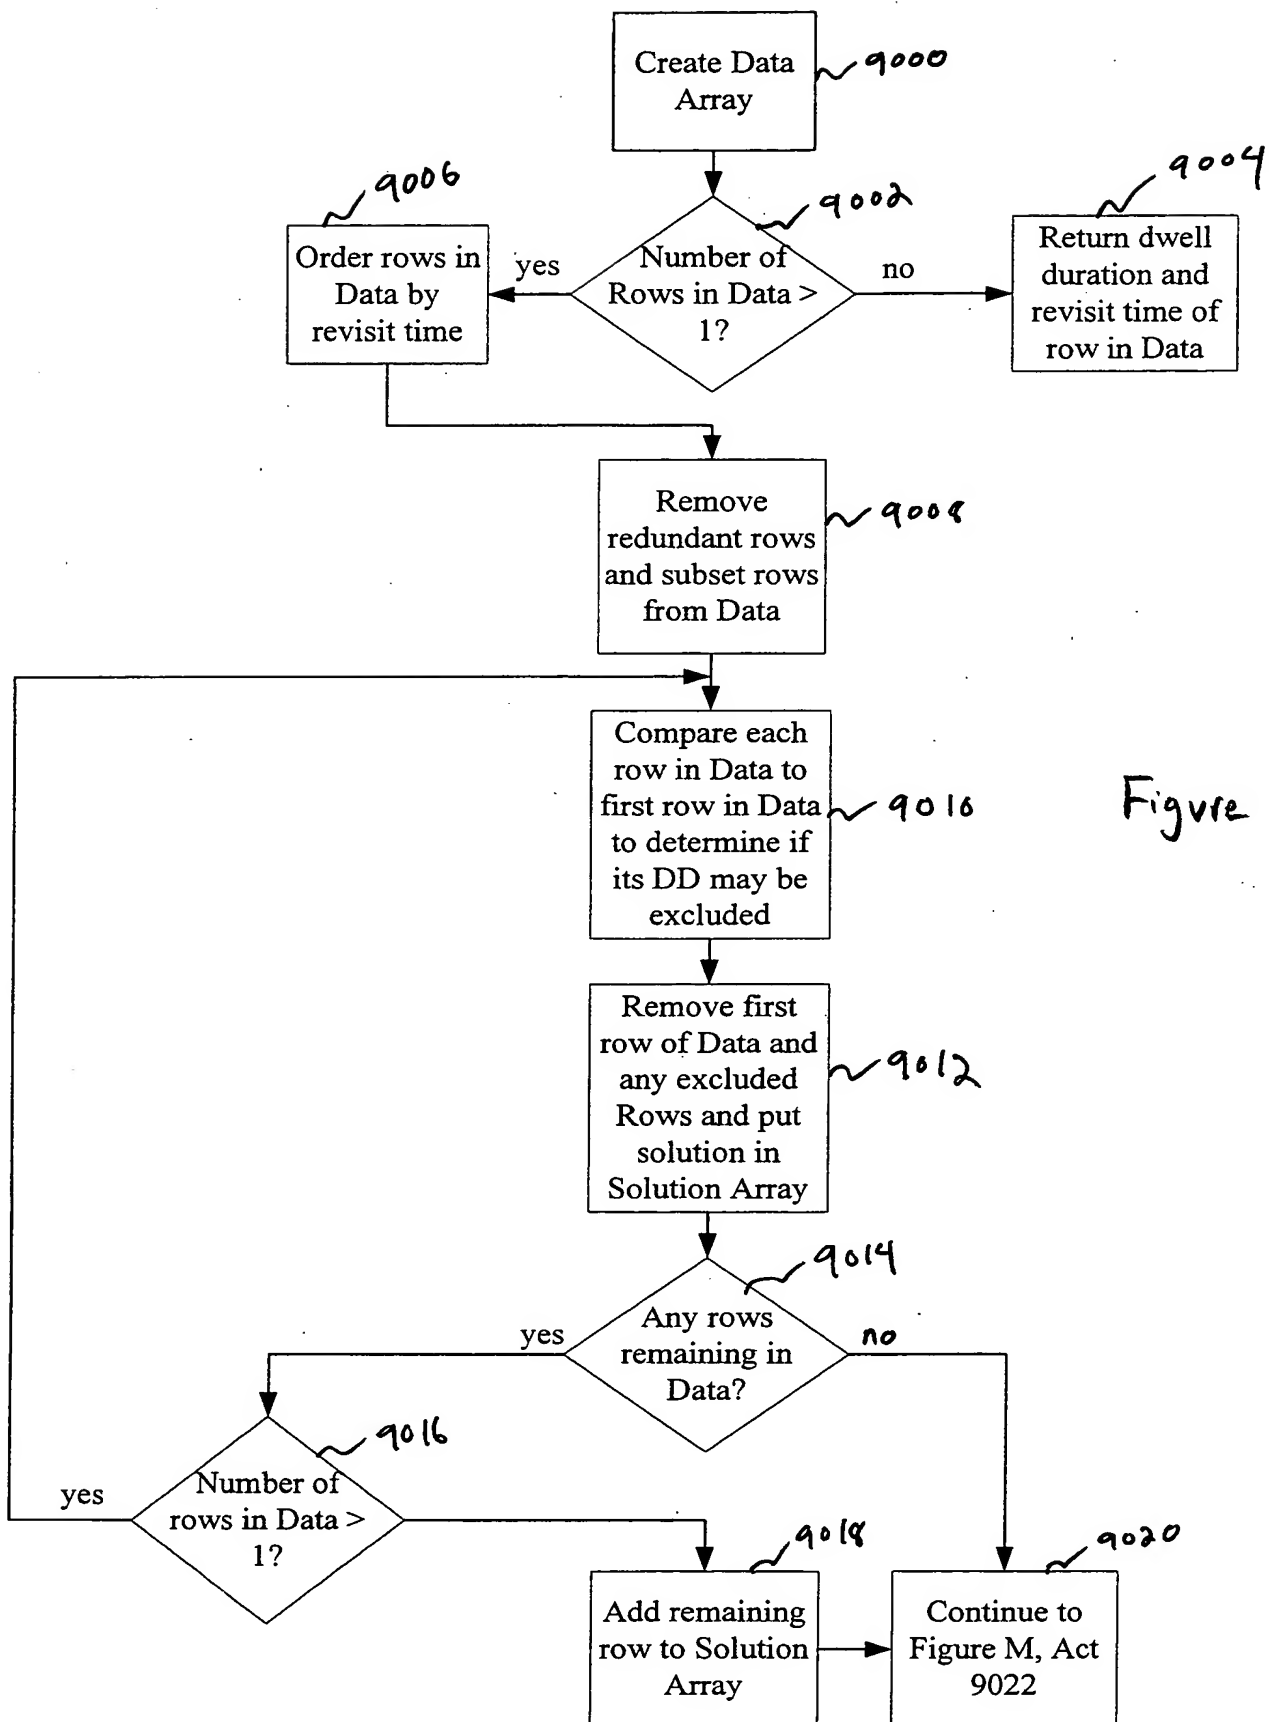 Create Data
Array
9000
9006
9002
9004
Order rows in
Data by
revisit time
yes
Number of
Rows in Data >
1?
no
Return dwell
duration and
revisit time of
row in Data
Remove
redundant rows
and subset rows
from Data
9008
Compare each
row in Data to
first row in Data
to determine if
its DD may be
excluded
9010
Figure
Remove first
row of Data and
any excluded
Rows and put
solution in
Solution Array
9012
9014
Any rows
remaining in
Data?
yes
no
9016
Number of
rows in Data >
1?
yes
9018
9020
Add remaining
row to Solution
Array
Continue to
Figure M, Act
9022